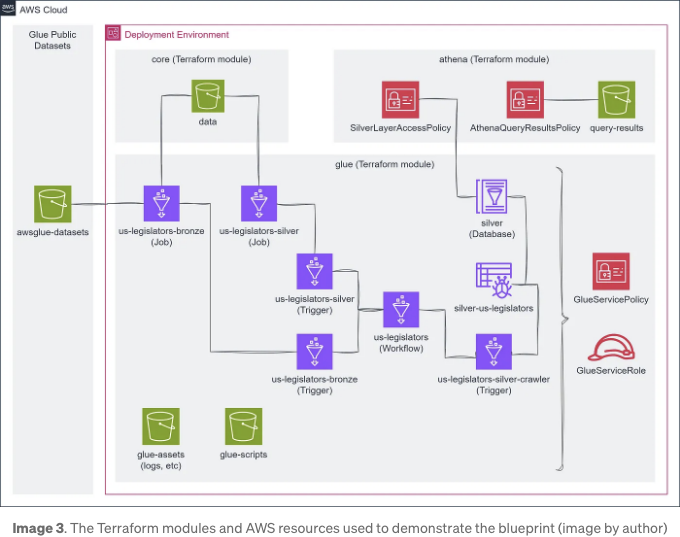 aws
AWS Cloud
Glue Public
Datasets
Deployment Environment
core (Terraform module)
athena (Terraform module)
data
SilverLayerAccessPolicy
AthenaQueryResultsPolicy
query-results
glue (Terraform module)
awsglue-datasets
us-legislators-bronze
(Job)
us-legislators-silver
(Job)
silver
(Database)
us-legislators-silver
(Trigger)
silver-us-legislators
GlueServicePolicy
us-legislators
(Workflow)
us-legislators-bronze
(Trigger)
us-legislators-silver-crawler
(Trigger)
GlueServiceRole
glue-assets
(logs, etc)
glue-scripts
Image 3. The Terraform modules and AWS resources used to demonstrate the blueprint (image by author)